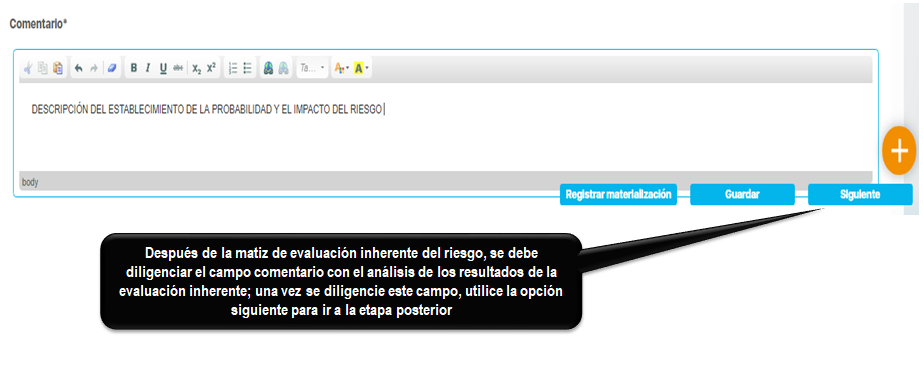 Comentario*
B I U abc X₂ X² Ta...
DESCRIPCIÓN DEL ESTABLECIMIENTO DE LA PROBABILIDAD Y EL IMPACTO DEL RIESGO
body
Registrar materialización Guardar Siguiente
Después de la matiz de evaluación inherente del riesgo, se debe
diligenciar el campo comentario con el análisis de los resultados de la
evaluación inherente; una vez se diligencie este campo, utilice la opción
siguiente para ir a la etapa posterior